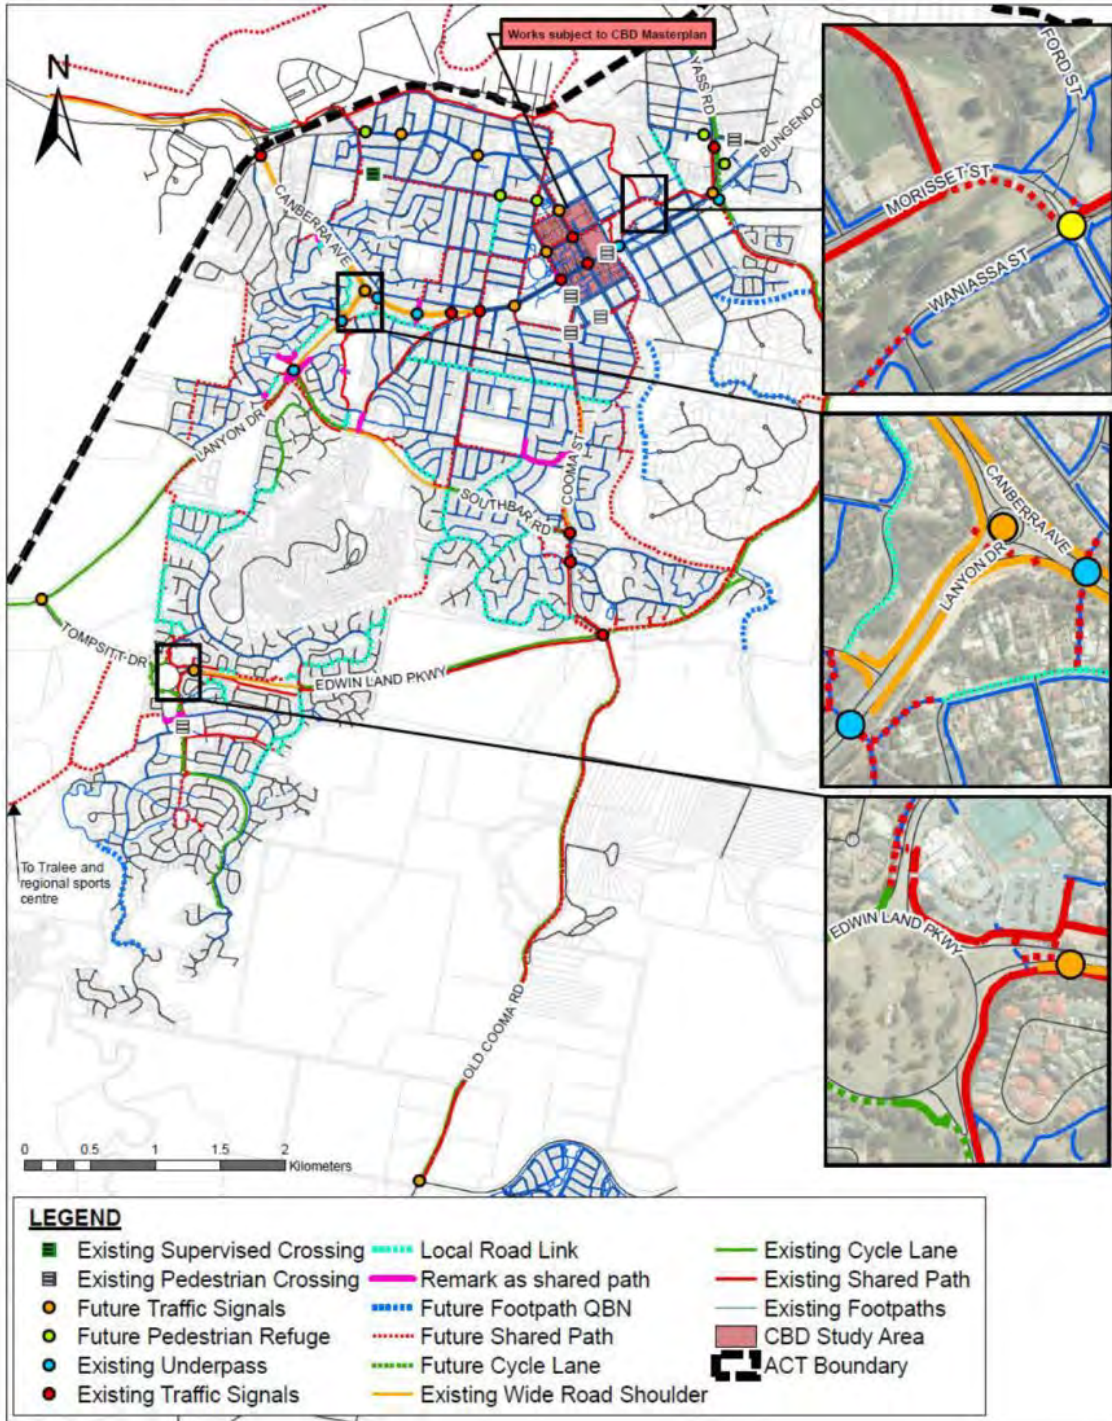 Works subject to CBD Masterplan
N
YASS RD
BUNGENDO
CANBERRA AVE
LANYON DR
COOMA ST
SOUTHBAR RD
TOMPSITT DR
EDWIN LAND PKWY
OLD COOMA RD
To Tralee and
regional sports
centre
FORD ST
MORISSET ST
WANIASSA ST
CANBERRA AVE
LANYON DR
EDWIN LAND PKWY
0 0.5 1 1.5 2
Kilometers
LEGEND
Existing Supervised Crossing
Existing Pedestrian Crossing
Future Traffic Signals
Future Pedestrian Refuge
Existing Underpass
Existing Traffic Signals
Local Road Link
Remark as shared path
Future Footpath QBN
Future Shared Path
Future Cycle Lane
Existing Wide Road Shoulder
Existing Cycle Lane
Existing Shared Path
Existing Footpaths
CBD Study Area
ACT Boundary